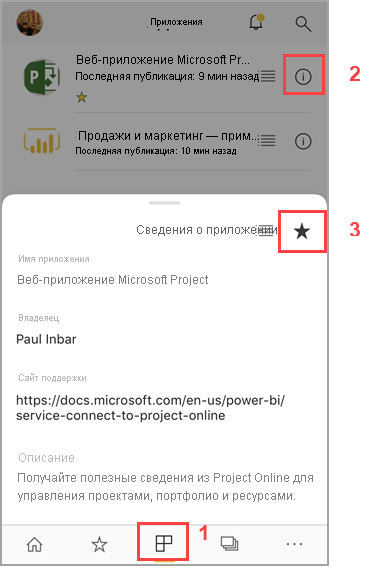 Приложения
Веб-приложение Microsoft Pr...
Последняя публикация: 9 мин назад
2
Продажи и маркетинг — прим...
Последняя публикация: 10 мин назад
Сведения о приложении
3
Имя приложения
Веб-приложение Microsoft Project
Владелец
Paul Inbar
Сайт поддержки
https://docs.microsoft.com/en-us/power-bi/
service-connect-to-project-online
Описание
Получайте полезные сведения из Project Online для
управления проектами, портфолио и ресурсами.
1